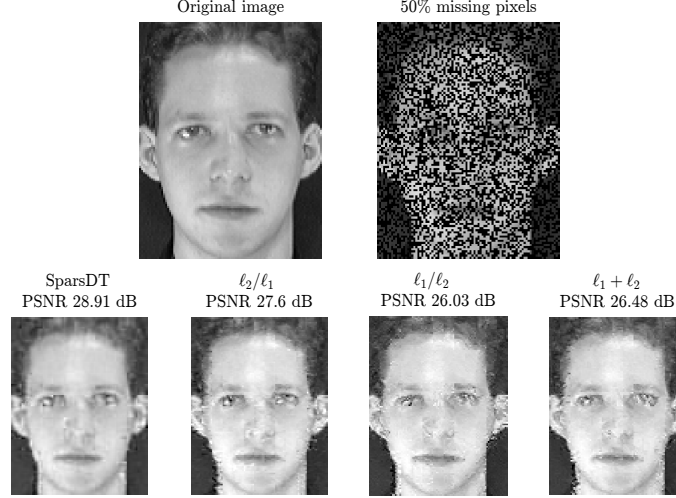 Original image
50% missing pixels
SparsDT
PSNR 28.91 dB
ℓ₂/ℓ₁
PSNR 27.6 dB
ℓ₁/ℓ₂
PSNR 26.03 dB
ℓ₁ + ℓ₂
PSNR 26.48 dB